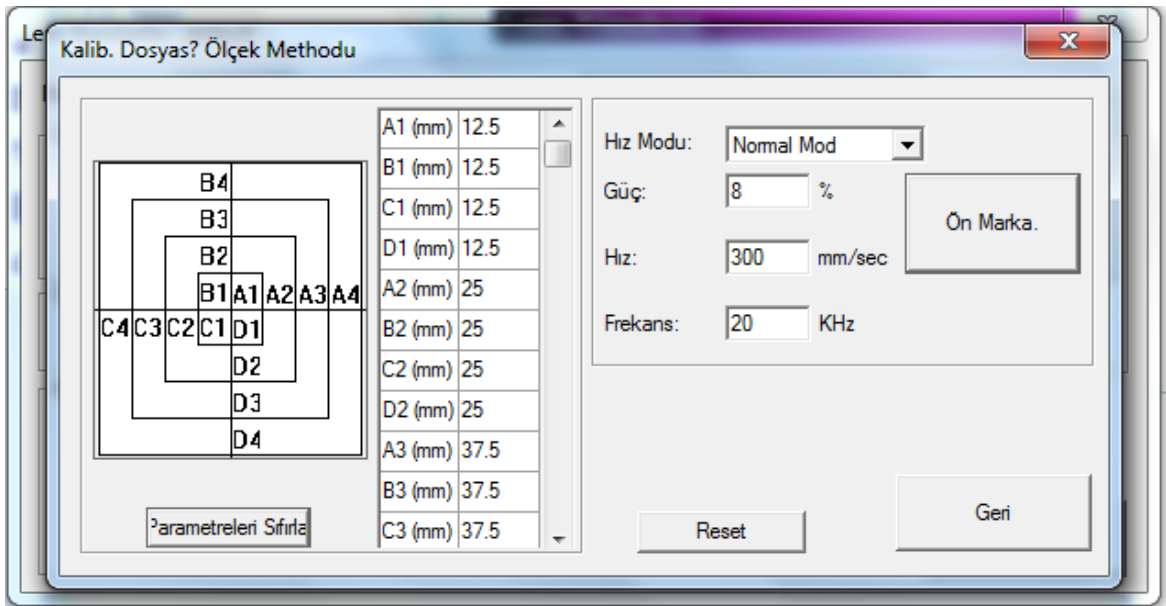 Le
Kalib. Dosyas? Ölçek Methodu
B4
B3
B2
B1 A1 A2 A3 A4
C4 C3 C2 C1 D1
D2
D3
D4
Parametreleri Sıfırla
A1 (mm) 12.5
B1 (mm) 12.5
C1 (mm) 12.5
D1 (mm) 12.5
A2 (mm) 25
B2 (mm) 25
C2 (mm) 25
D2 (mm) 25
A3 (mm) 37.5
B3 (mm) 37.5
C3 (mm) 37.5
Hız Modu: Normal Mod
Güç: 8 %
Hız: 300 mm/sec
Frekans: 20 KHz
Ön Marka.
Reset
Geri